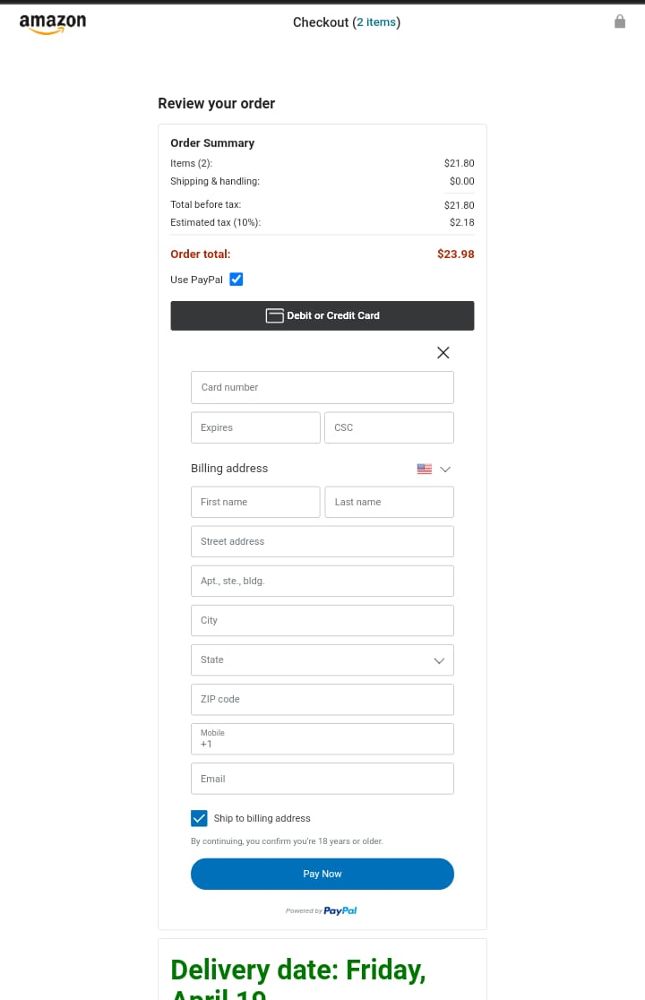 amazon
Checkout (2 items)
Review your order
Order Summary
Items (2): $21.80
Shipping & handling: $0.00
Total before tax: $21.80
Estimated tax (10%): $2.18
Order total: $23.98
Use PayPal
Debit or Credit Card
Card number
Expires CSC
Billing address
First name Last name
Street address
Apt., ste., bldg.
City
State
ZIP code
Mobile
+1
Email
Ship to billing address
By continuing, you confirm you're 18 years or older.
Pay Now
Powered by PayPal
Delivery date: Friday,
April